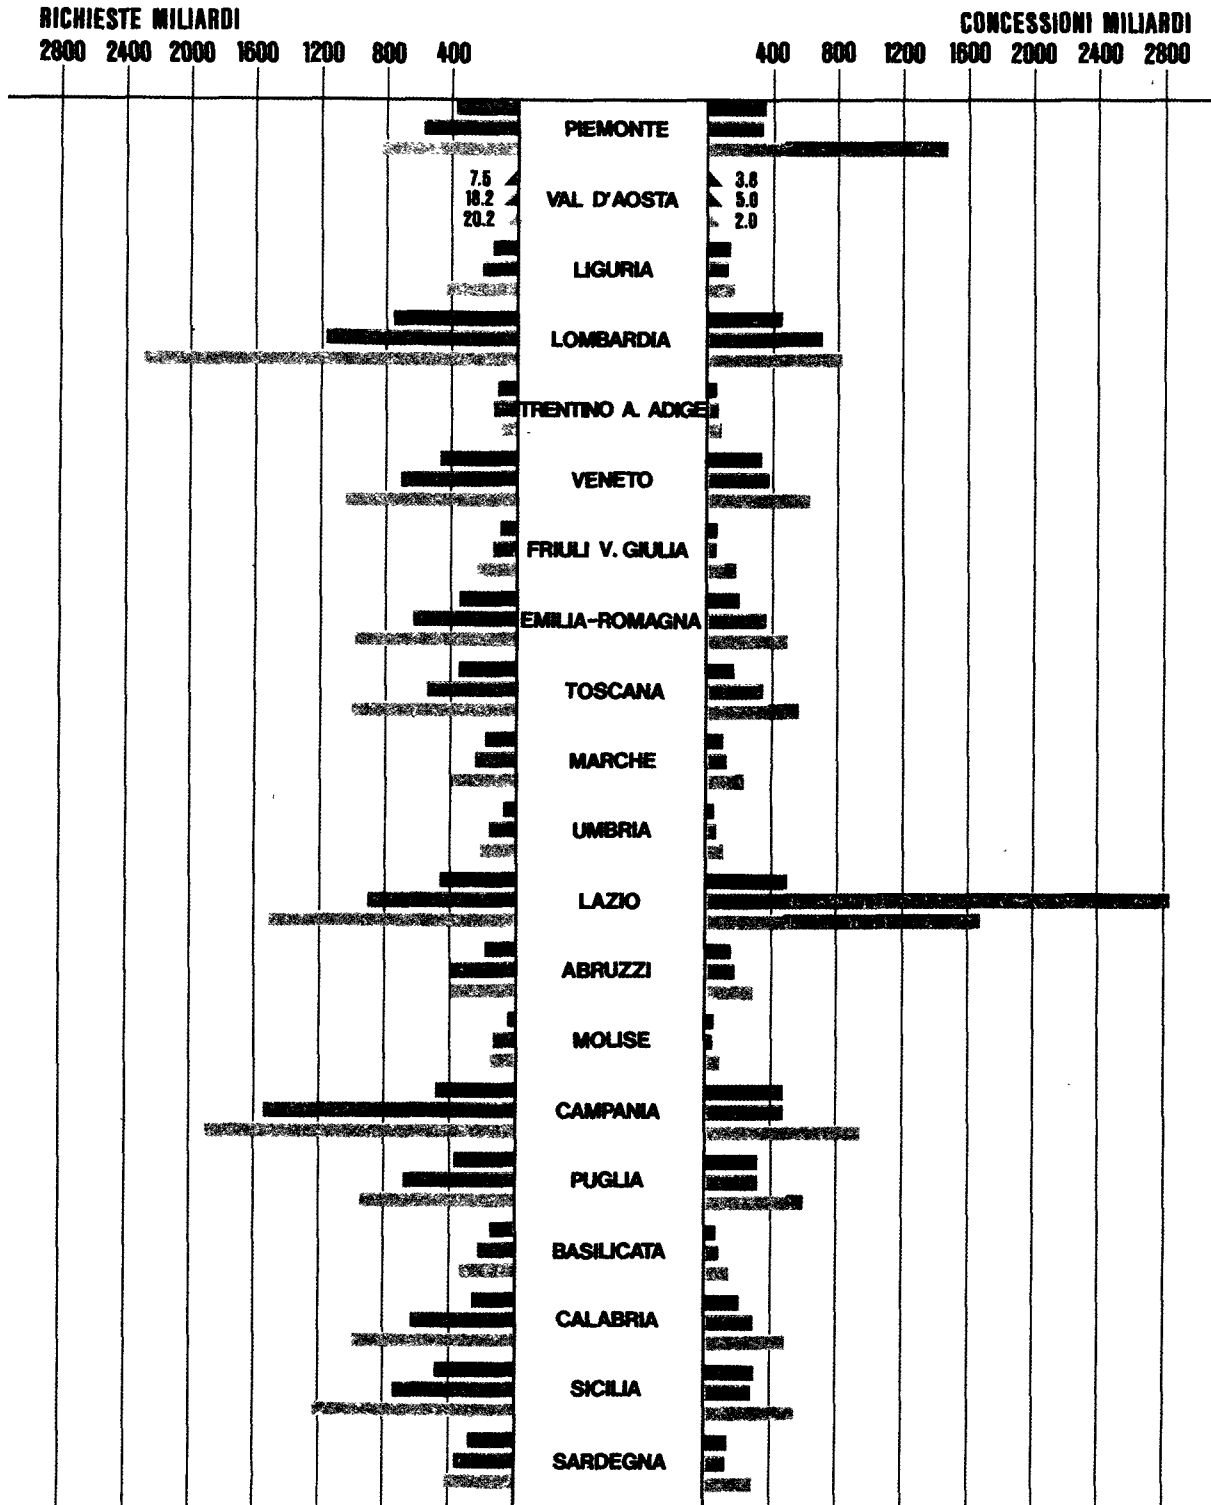 RICHIESTE MILIARDI
CONCESSIONI MILIARDI
2800 2400 2000 1600 1200 800 400
400 800 1200 1600 2000 2400 2800
PIEMONTE
7.5
18.2
20.2
VAL D'AOSTA
3.8
5.0
2.0
LIGURIA
LOMBARDIA
TRENTINO A. ADIGE
VENETO
FRIULI V. GIULIA
EMILIA-ROMAGNA
TOSCANA
MARCHE
UMBRIA
LAZIO
ABRUZZI
MOLISE
CAMPANIA
PUGLIA
BASILICATA
CALABRIA
SICILIA
SARDEGNA